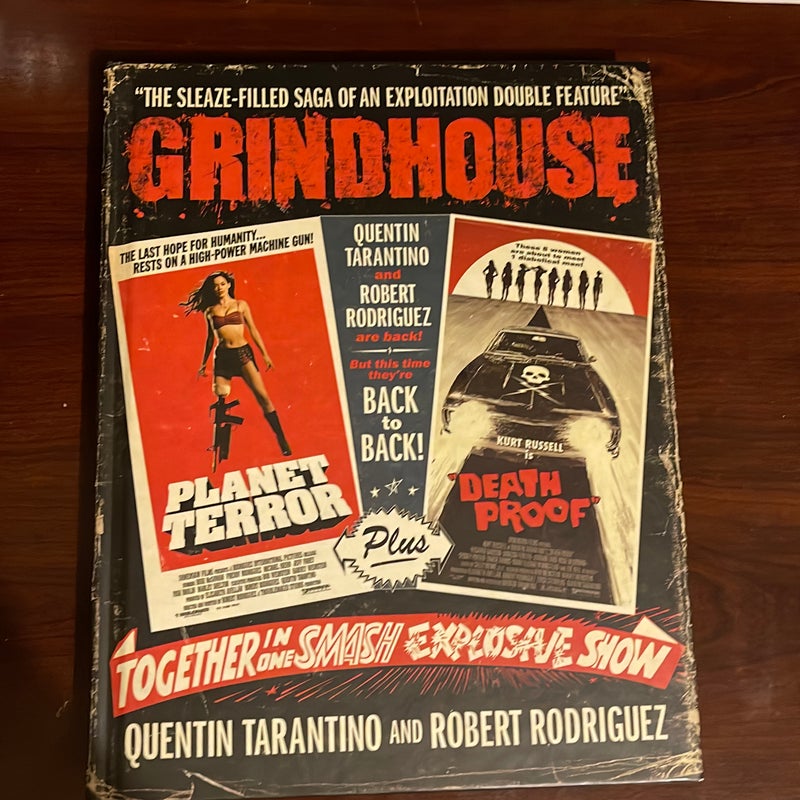 "THE SLEAZE-FILLED SAGA OF AN EXPLOITATION DOUBLE FEATURE"
GRINDHOUSE
THE LAST HOPE FOR HUMANITY...
RESTS ON A HIGH-POWER MACHINE GUN!
PLANET
TERROR
QUENTIN
TARANTINO
and
ROBERT
RODRIGUEZ
are back!
But this time
they're
BACK
to
BACK!
Plus
These 8 women
are about to meet
1 diabolical man!
KURT RUSSELL
is
"DEATH
PROOF"
TOGETHER IN ONE SMASH EXPLOSIVE SHOW
QUENTIN TARANTINO AND ROBERT RODRIGUEZ